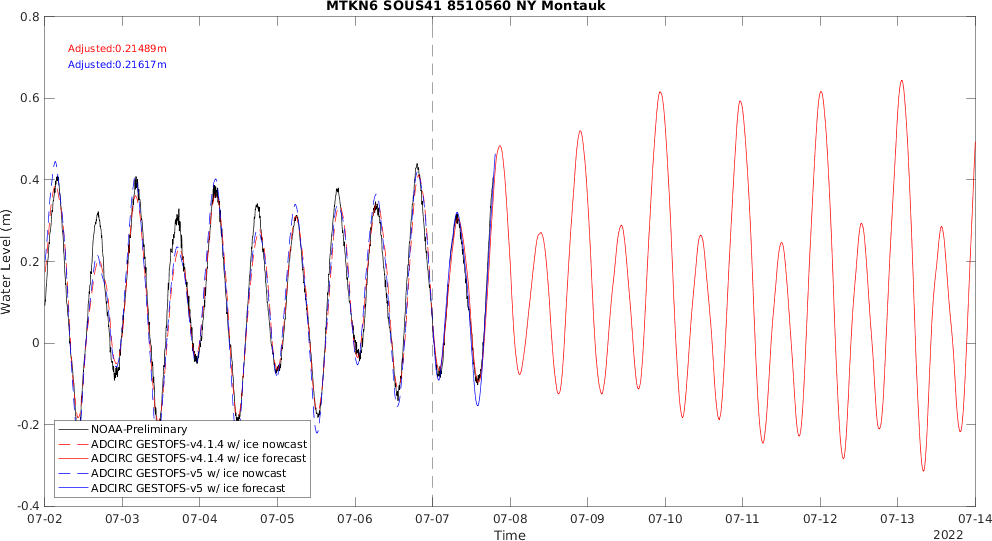 MTKN6 SOUS41 8510560 NY Montauk
Adjusted:0.21489m
Adjusted:0.21617m
Water Level (m)
0.8
0.6
0.4
0.2
0
-0.2
-0.4
NOAA-Preliminary
ADCIRC GESTOFS-v4.1.4 w/ ice nowcast
ADCIRC GESTOFS-v4.1.4 w/ ice forecast
ADCIRC GESTOFS-v5 w/ ice nowcast
ADCIRC GESTOFS-v5 w/ ice forecast
07-02 07-03 07-04 07-05 07-06 07-07 07-08 07-09 07-10 07-11 07-12 07-13 07-14
Time
2022